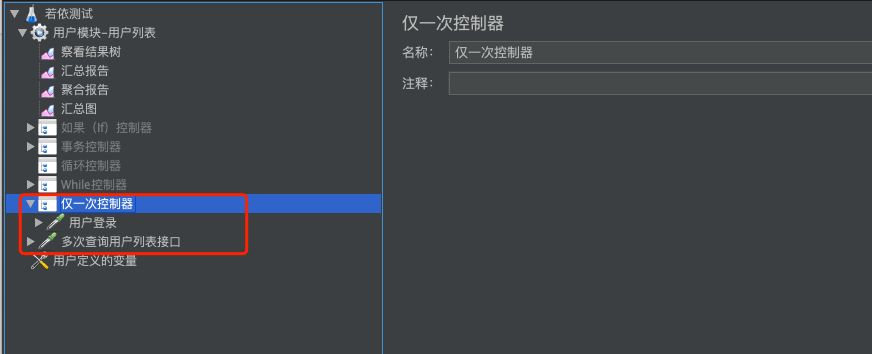 若依测试
用户模块-用户列表
察看结果树
汇总报告
聚合报告
汇总图
如果（If）控制器
事务控制器
循环控制器
While控制器
仅一次控制器
用户登录
多次查询用户列表接口
用户定义的变量
仅一次控制器
名称： 仅一次控制器
注释：